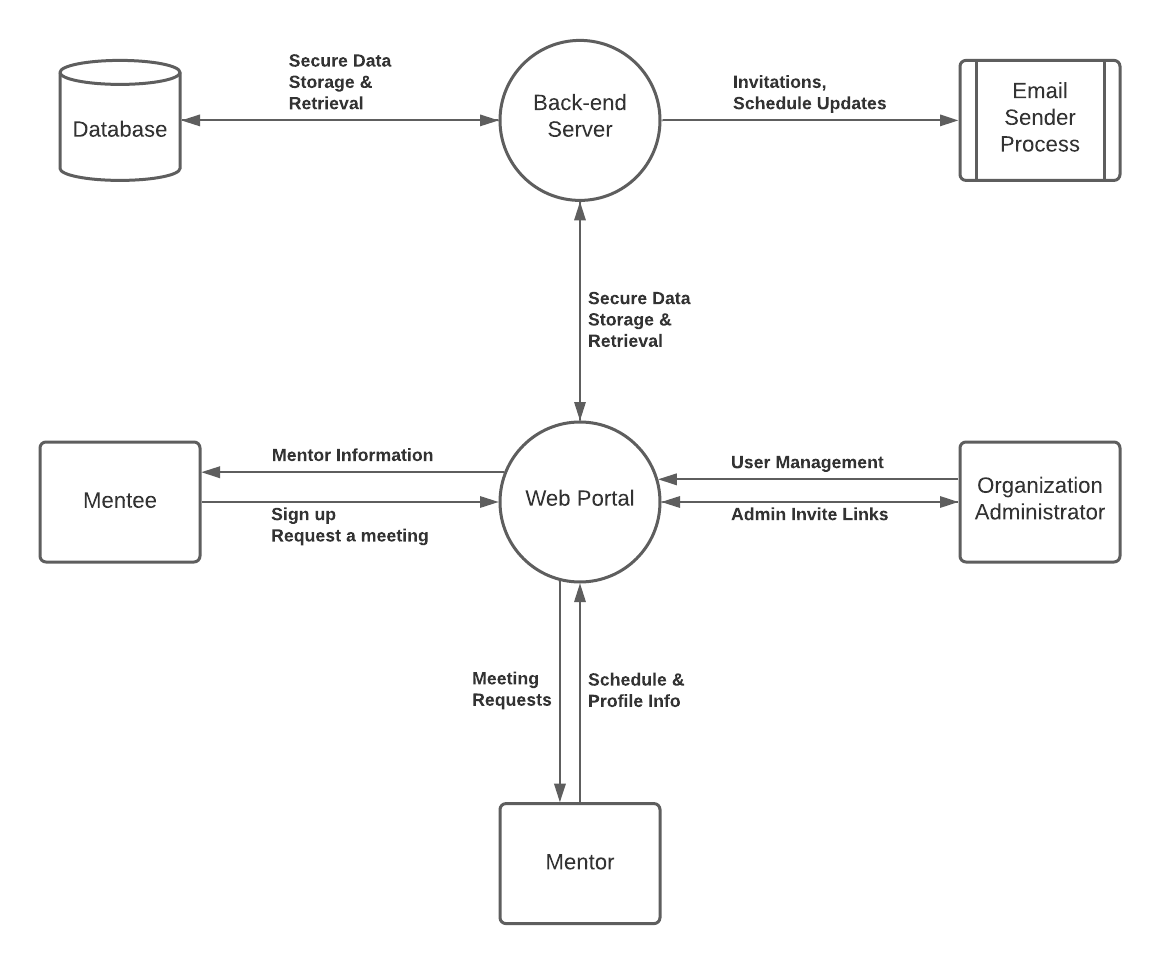 Secure Data
Storage &
Retrieval
Database
Back-end
Server
Invitations,
Schedule Updates
Email
Sender
Process
Secure Data
Storage &
Retrieval
Mentee
Mentor Information
Sign up
Request a meeting
Web Portal
User Management
Admin Invite Links
Organization
Administrator
Meeting
Requests
Schedule &
Profile Info
Mentor